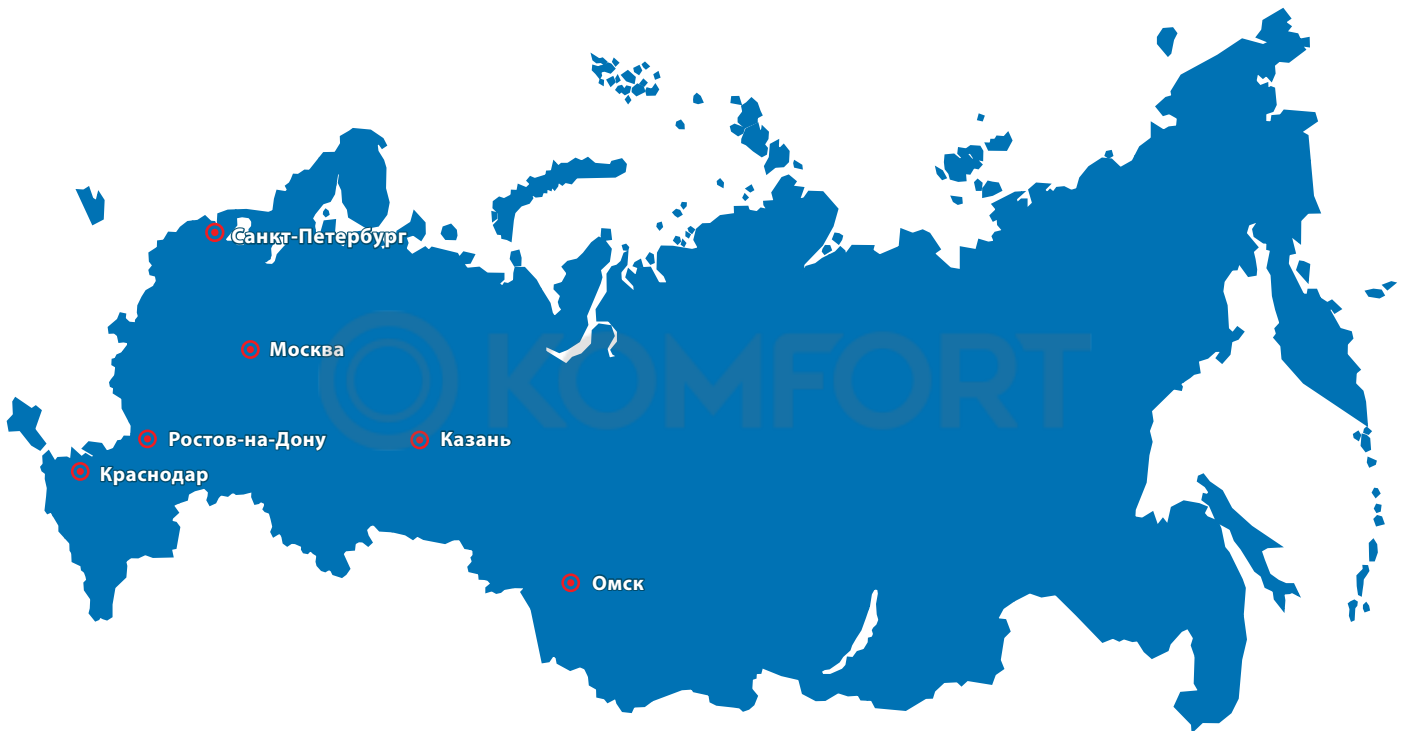 Санкт-Петербург
Москва
KOMFORT
Ростов-на-Дону
Казань
Краснодар
Омск